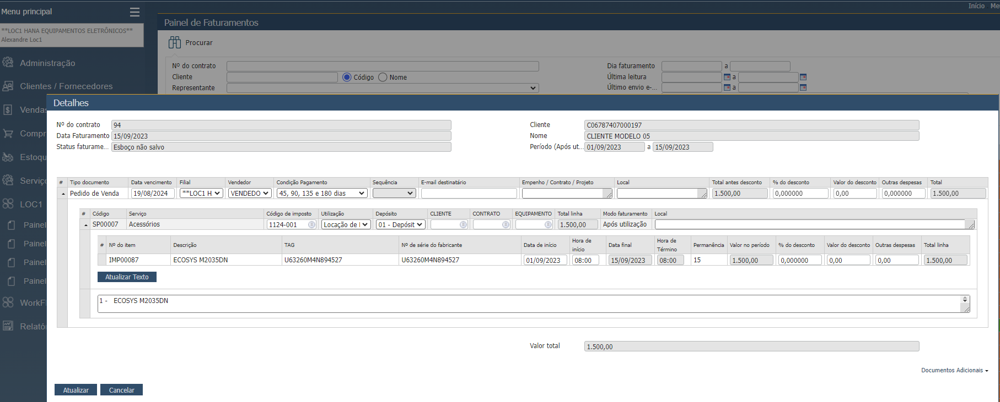 Menu principal
Início Me
**LOC1 HANA EQUIPAMENTOS ELETRÔNICOS**
Alexandre Loc1
Painel de Faturamentos
Procurar
Nº do contrato
Dia faturamento a
Cliente Código Nome
Última leitura a
Representante
Último envio e-... a
Administração
Clientes / Fornecedores
Vendas
Compr
Estoqu
Serviço
LOC1
Painel
Painel
Painel
Painel
WorkFl
Relatór
Detalhes
Nº do contrato 94
Cliente C06787407000197
Data Faturamento 15/09/2023
Nome CLIENTE MODELO 05
Status faturame... Esboço não salvo
Período (Após ut... 01/09/2023 a 15/09/2023
# Tipo documento Data vencimento Filial Vendedor Condição Pagamento Sequência E-mail destinatário Empenho / Contrato / Projeto Local Total antes desconto % do desconto Valor do desconto Outras despesas Total
Pedido de Venda 19/08/2024 **LOC1 H VENDEDO 45, 90, 135 e 180 dias 1.500,00 0,000000 0,00 0,000000 1.500,00
# Código Serviço Código de imposto Utilização Depósito CLIENTE CONTRATO EQUIPAMENTO Total linha Modo faturamento Local
SP00007 Acessórios 1124-001 Locação de 01 - Depósit 1.500,00 Após utilização
# Nº do item Descrição TAG Nº de série do fabricante Data de início Hora de início Data final Hora de Término Permanência Valor no período % do desconto Valor do desconto Outras despesas Total linha
IMP00087 ECOSYS M2035DN U63260M4N894527 U63260M4N894527 01/09/2023 08:00 15/09/2023 08:00 15 1.500,00 0,000000 0,00 0,00 1.500,00
Atualizar Texto
1 - ECOSYS M2035DN
Valor total 1.500,00
Documentos Adicionais
Atualizar Cancelar